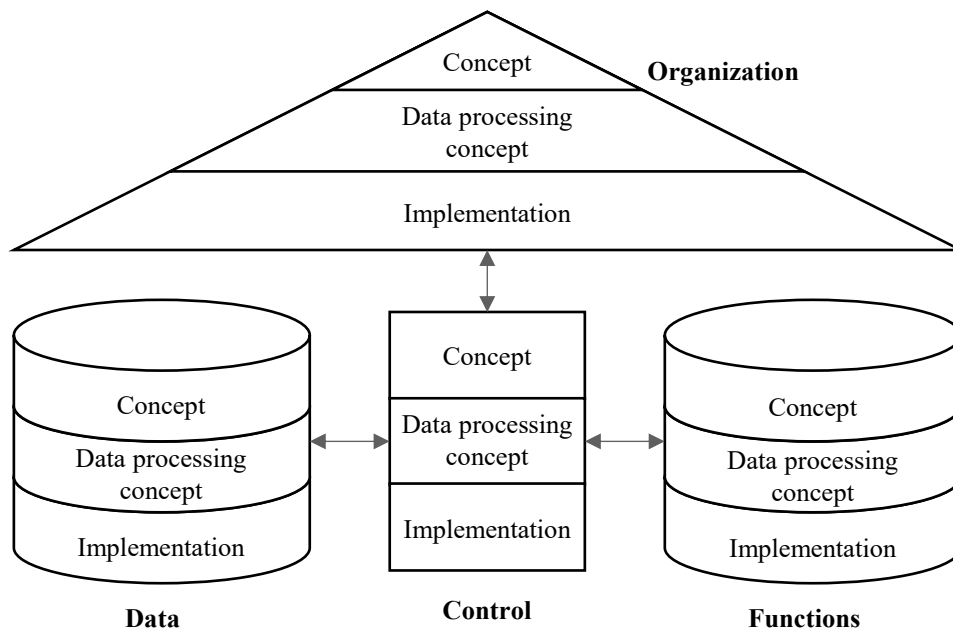 Concept
Organization
Data processing
concept
Implementation
Concept
Data processing
concept
Implementation
Data
Concept
Data processing
concept
Implementation
Control
Concept
Data processing
concept
Implementation
Functions